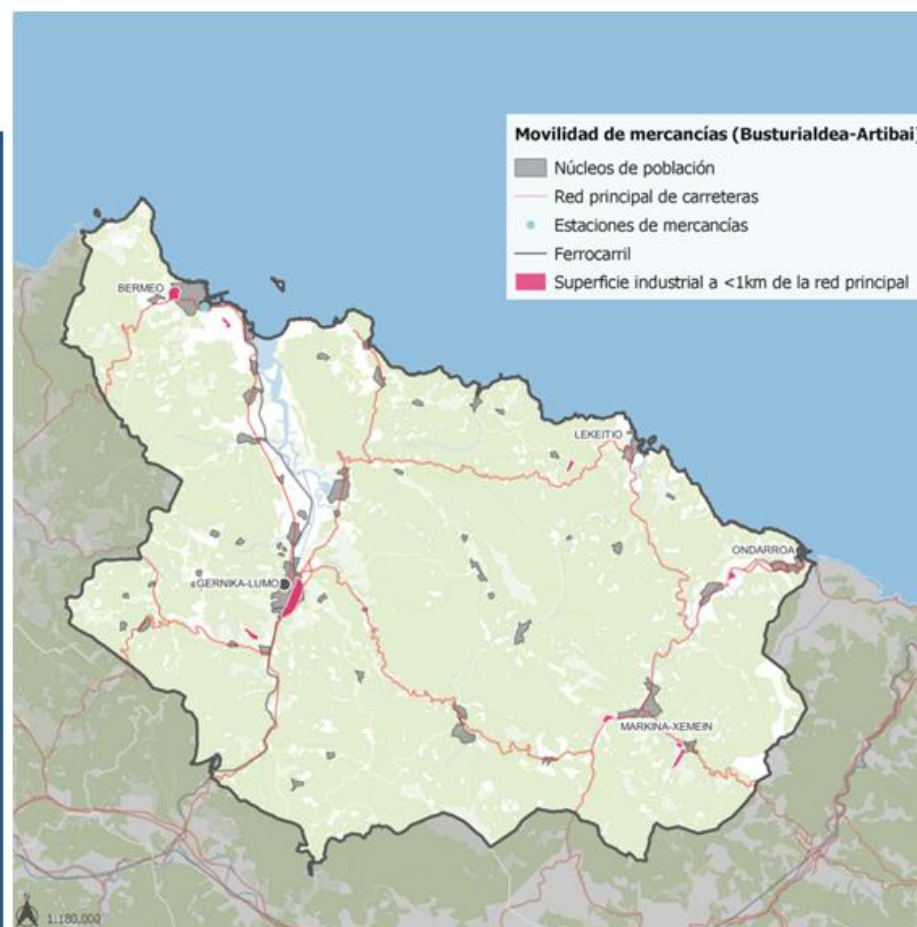 Movilidad de mercancías (Busturialdea-Artibai)
Núcleos de población
Red principal de carreteras
Estaciones de mercancías
Ferrocarril
Superficie industrial a <1km de la red principal
BERMEO
LEKEITIO
ONDARROA
GERNIKA-LUMO
MARKINA-XEMEIN
1:180.000